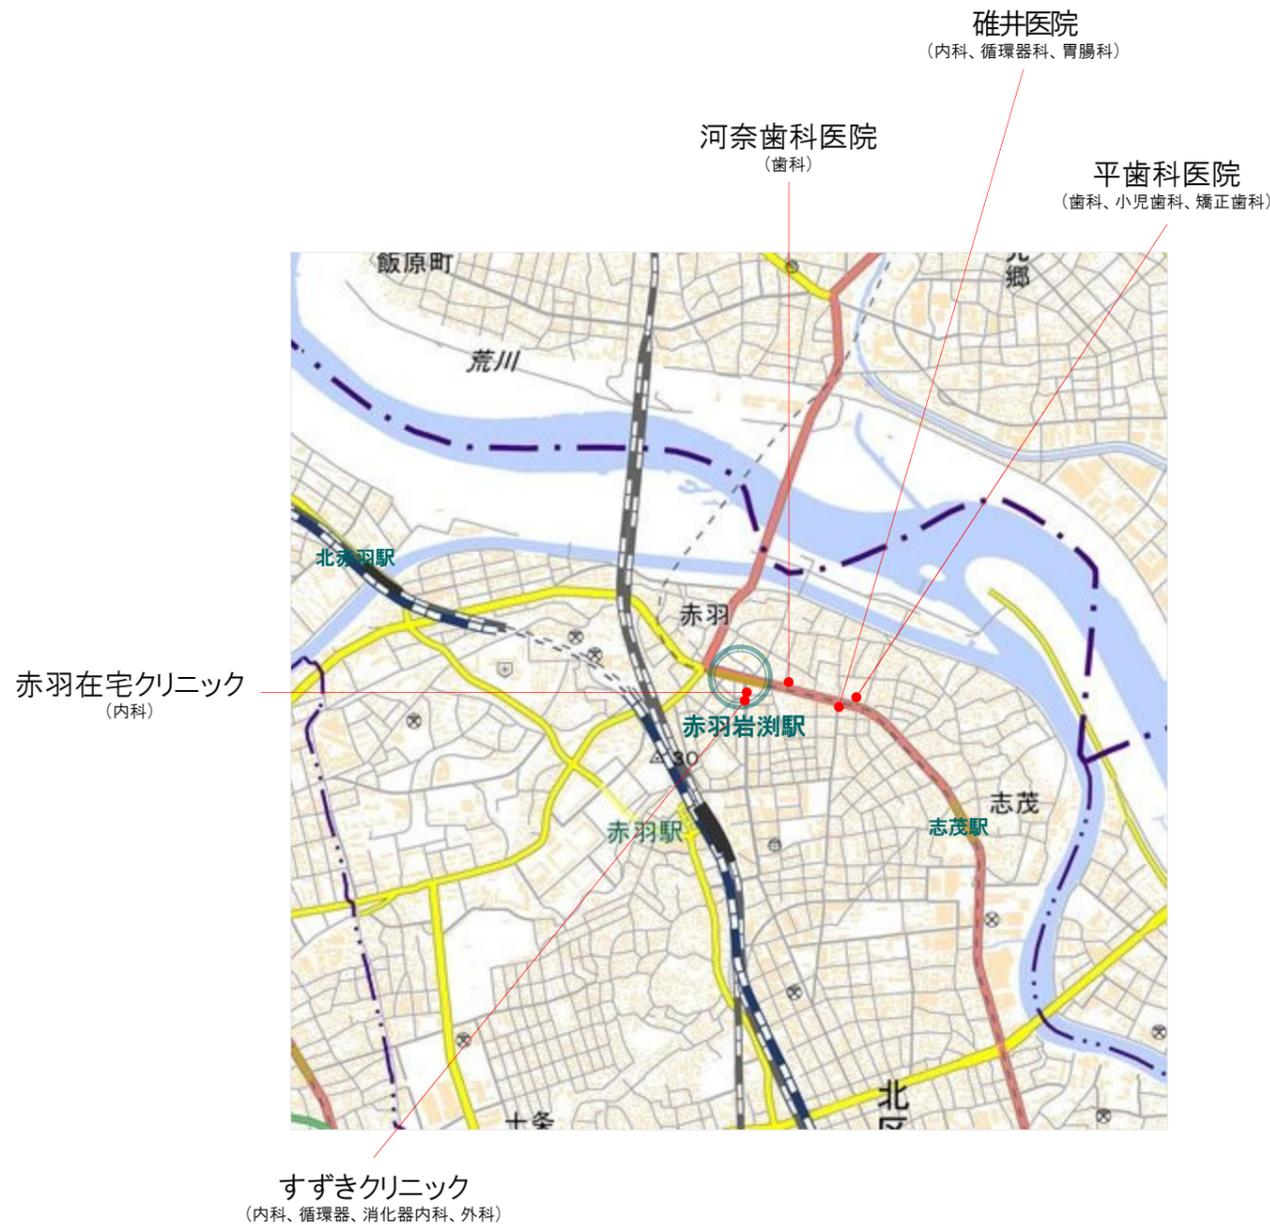 碓井医院
（内科、循環器科、胃腸科）
河奈歯科医院
（歯科）
平歯科医院
（歯科、小児歯科、矯正歯科）
飯原町
郷
荒川
北赤羽駅
赤羽
赤羽在宅クリニック
（内科）
赤羽岩渕駅
30
志茂
志茂駅
赤羽駅
北区
十条
すずきクリニック
（内科、循環器、消化器内科、外科）